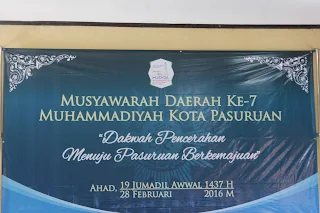 Musyawarah Daerah Ke-7
Muhammadiyah Kota Pasuruan
"Dakwah Pencerahan
Menuju Pasuruan Berkemajuan"
Ahad, 19 Jumadil Awwal 1437 H
28 Februari 2016 M